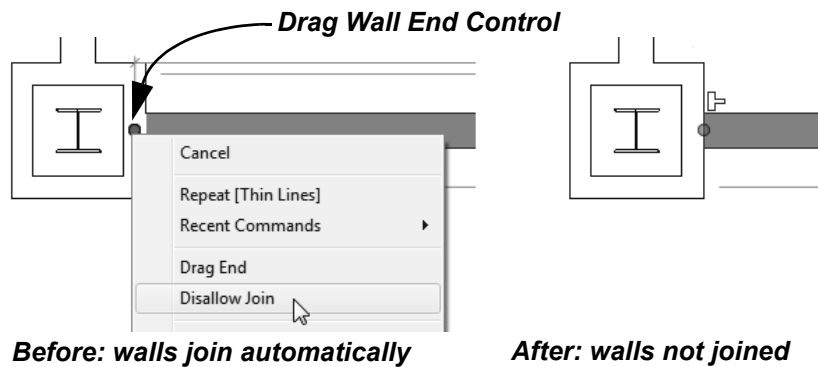 Drag Wall End Control
Cancel
Repeat [Thin Lines]
Recent Commands
Drag End
Disallow Join
Before: walls join automatically
After: walls not joined